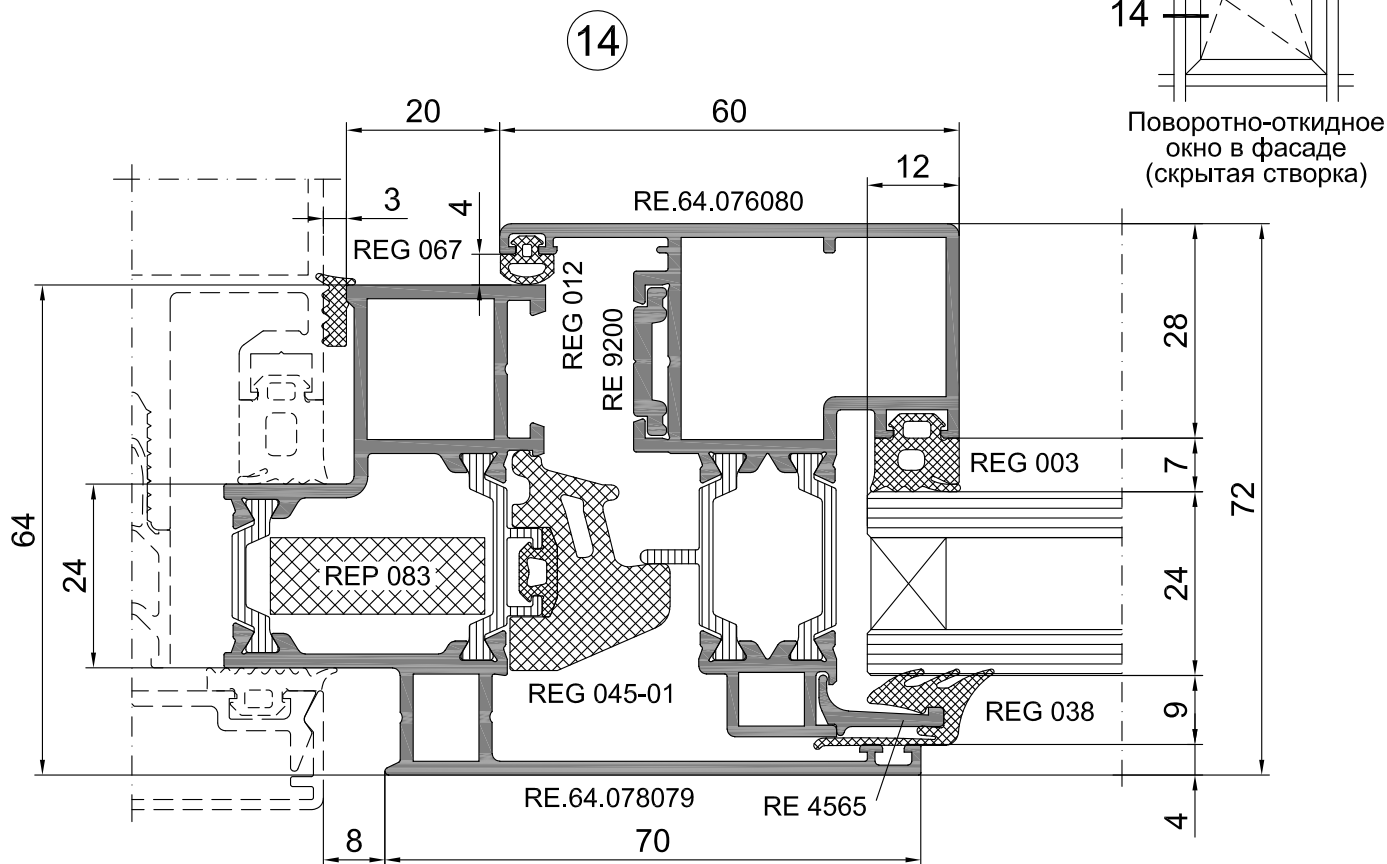 14
14
Поворотно-откидное
окно в фасаде
(скрытая створка)
20
60
12
3
4
RE.64.076080
REG 067
REG 012
RE 9200
28
REG 003
7
64
72
24
REP 083
24
REG 045-01
REG 038
9
RE.64.078079
RE 4565
4
8
70